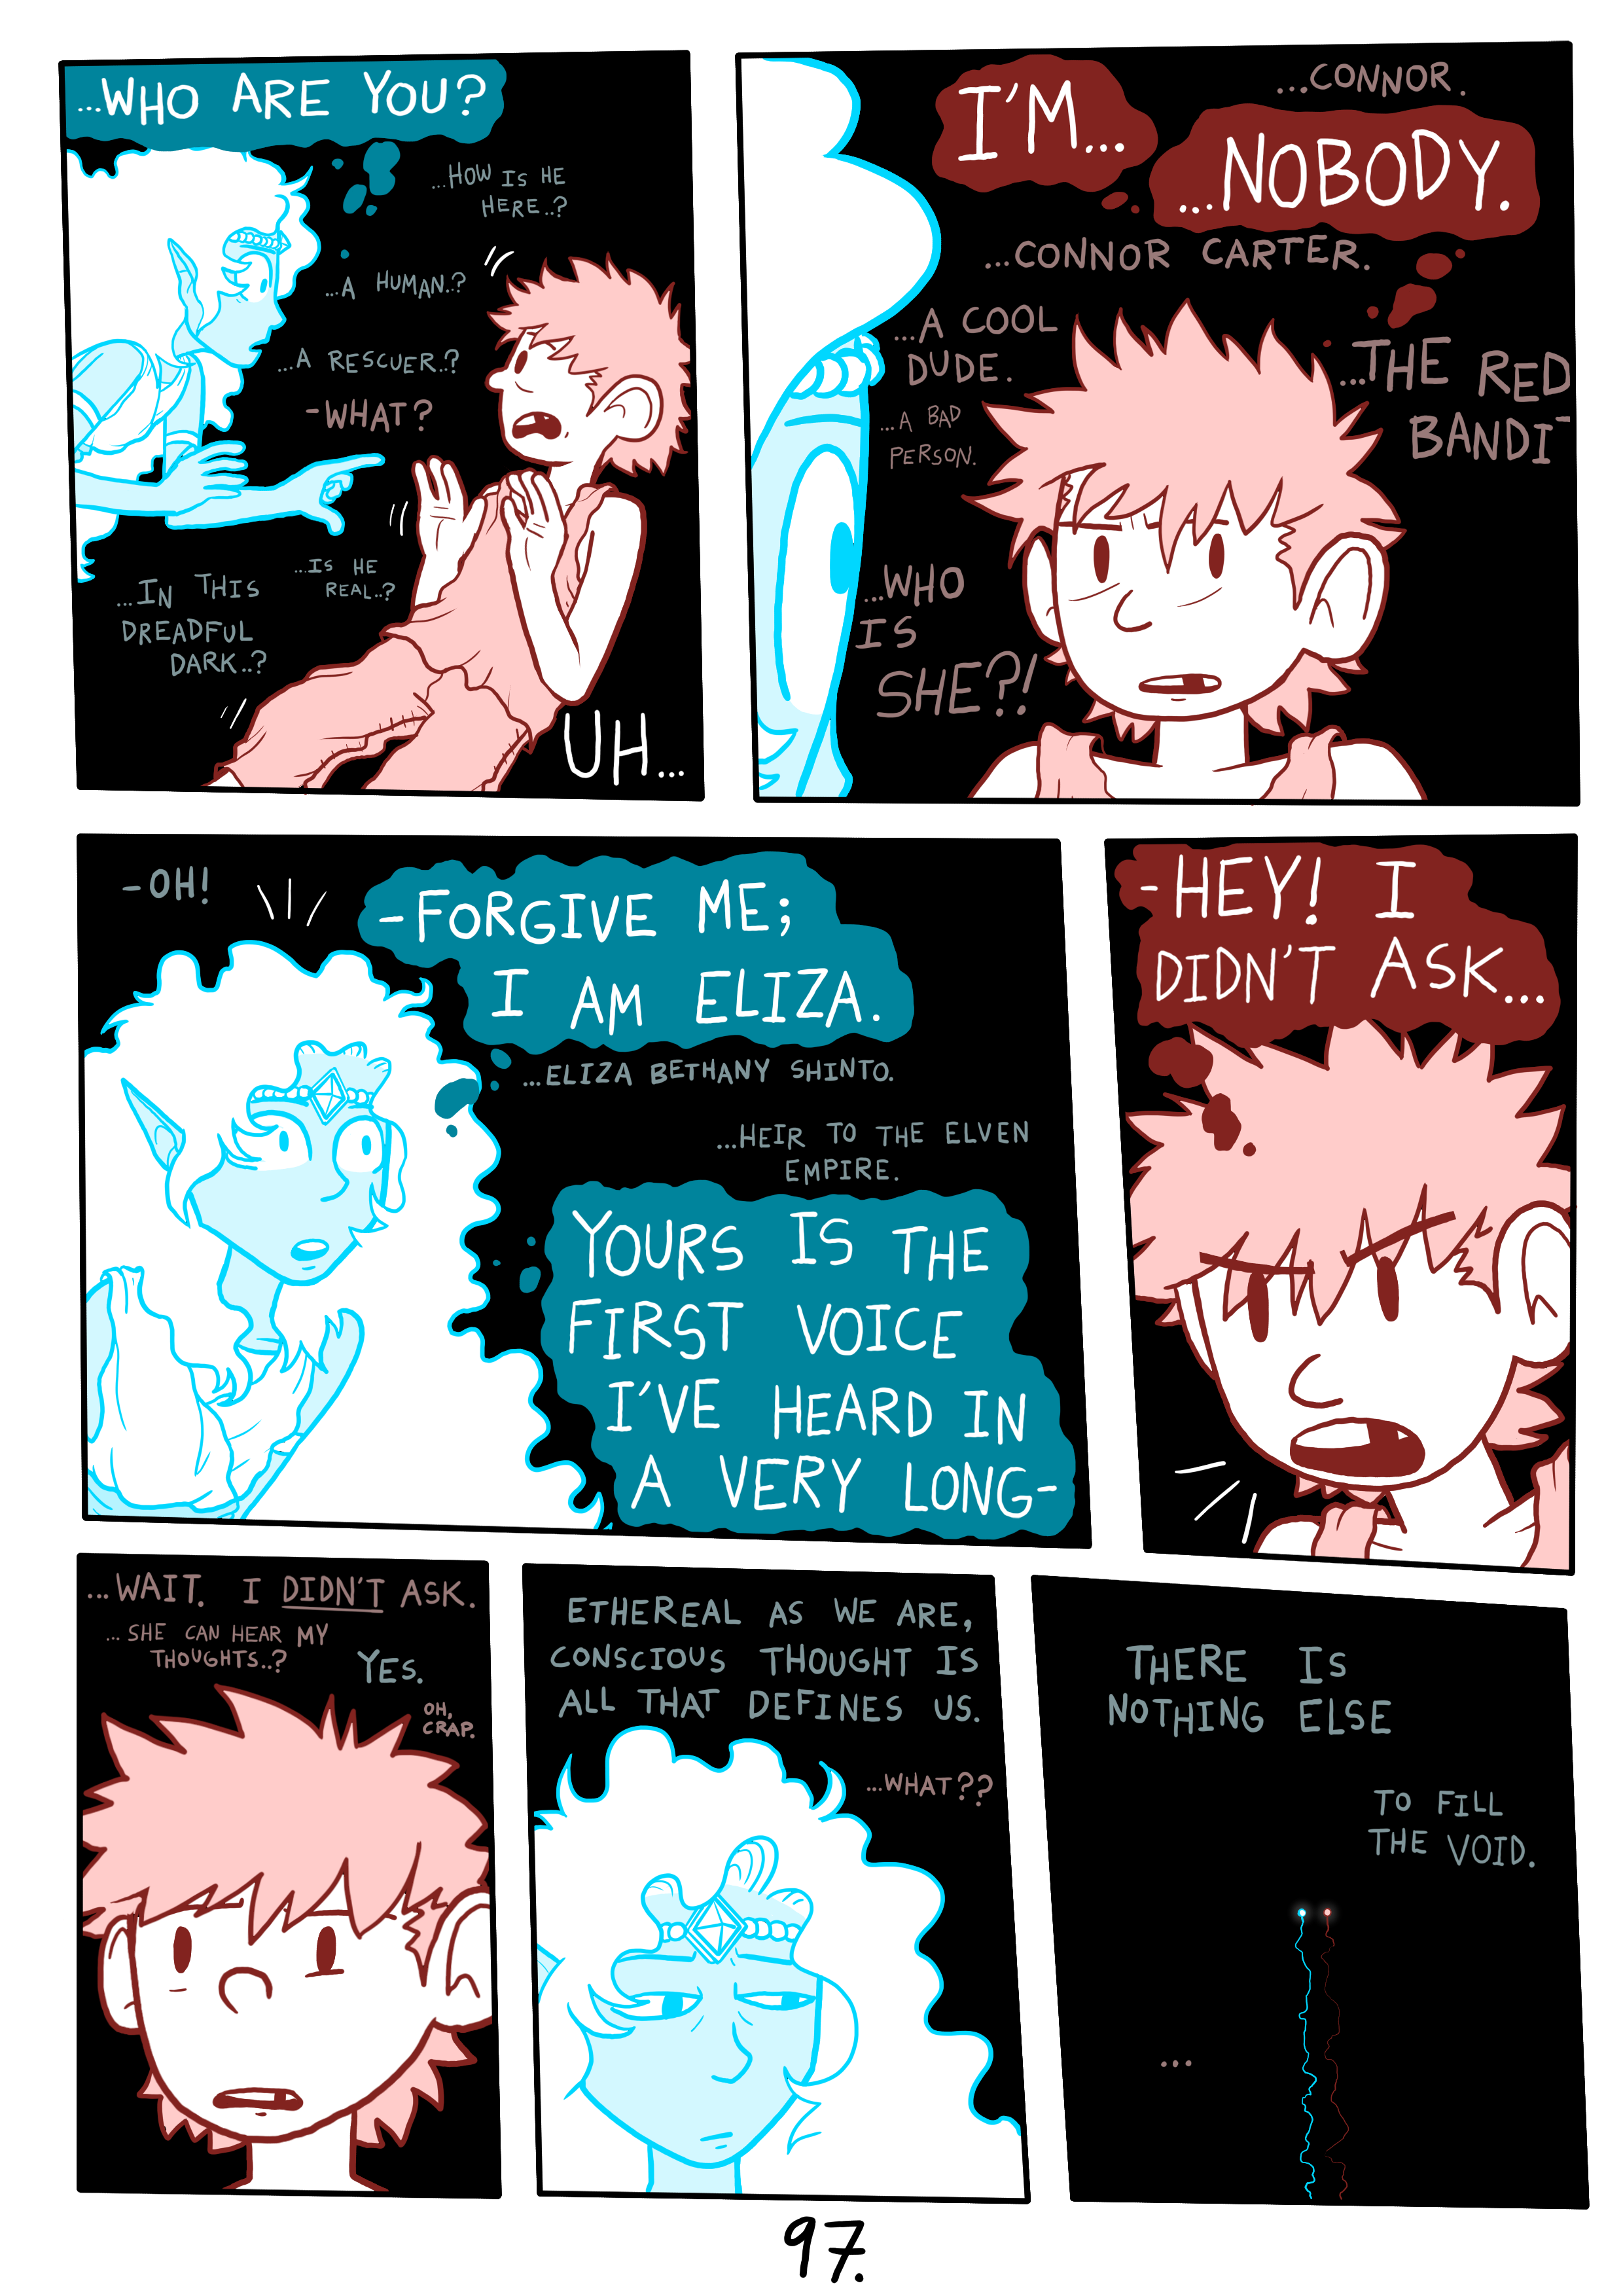 ...WHO ARE YOU?
...HOW IS HE
HERE..?
...A HUMAN..?
...A RESCUER..?
-WHAT?
...IS HE
REAL..?
...IN THIS
DREADFUL
DARK..?
UH...
I'M...
...CONNOR.
...NOBODY.
...CONNOR CARTER.
...A COOL
DUDE.
...A BAD
PERSON.
...THE RED
BANDI-
...WHO
IS
SHE?!
-OH!
-FORGIVE ME;
I AM ELIZA.
...ELIZA BETHANY SHINTO.
...HEIR TO THE ELVEN
EMPIRE.
YOURS IS THE
FIRST VOICE
I'VE HEARD IN
A VERY LONG-
-HEY! I
DIDN'T ASK...
...WAIT. I DIDN'T ASK.
...SHE CAN HEAR MY
THOUGHTS..?
YES.
OH,
CRAP.
ETHEREAL AS WE ARE,
CONSCIOUS THOUGHT IS
ALL THAT DEFINES US.
...WHAT??
THERE IS
NOTHING ELSE
TO FILL
THE VOID.
...
97.